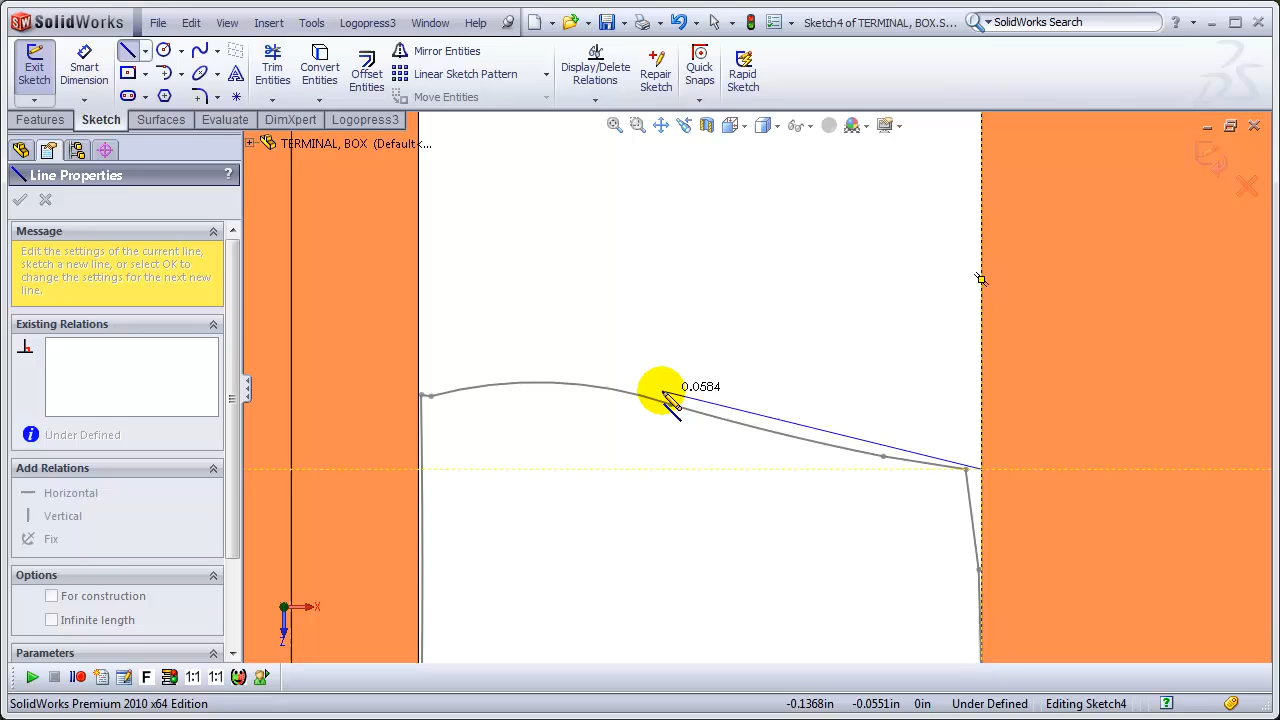 SolidWorks
File Edit View Insert Tools Logopress3 Window Help
Sketch4 of TERMINAL, BOX.S...
SolidWorks Search
Exit Sketch
Smart Dimension
Trim Entities
Convert Entities
Offset Entities
Mirror Entities
Linear Sketch Pattern
Move Entities
Display/Delete Relations
Repair Sketch
Quick Snaps
Rapid Sketch
Features Sketch Surfaces Evaluate DimXpert Logopress3
TERMINAL, BOX (Default<...
Line Properties ?
Message
Edit the settings of the current line,
sketch a new line, or select OK to
change the settings for the next new
line.
Existing Relations
Under Defined
Add Relations
Horizontal
Vertical
Fix
Options
For construction
Infinite length
Parameters
0.0584
X
Z
F 1:1 1:1
SolidWorks Premium 2010 x64 Edition -0.1368in -0.0551in 0in Under Defined Editing Sketch4 ?